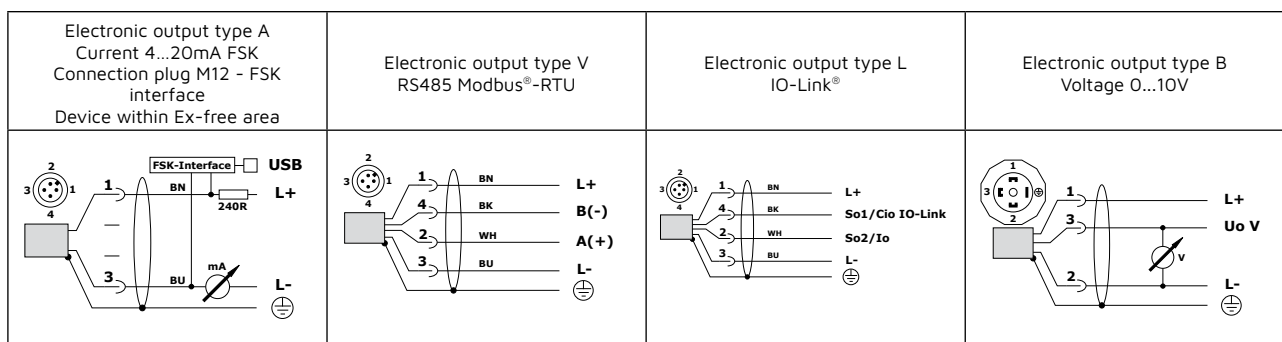 Electronic output type A
Current 4...20mA FSK
Connection plug M12 - FSK
interface
Device within Ex-free area
Electronic output type V
RS485 Modbus®-RTU
Electronic output type L
IO-Link®
Electronic output type B
Voltage 0...10V
2
3
1
4
FSK-Interface
USB
1
BN
240R
L+
3
BU
mA
L-
2
3
1
4
1
BN
L+
4
BK
B(-)
2
WH
A(+)
3
BU
L-
2
3
1
4
1
BN
L+
4
BK
So1/Cio IO-Link
2
WH
So2/Io
3
BU
L-
1
3
2
1
L+
3
Uo V
V
2
L-